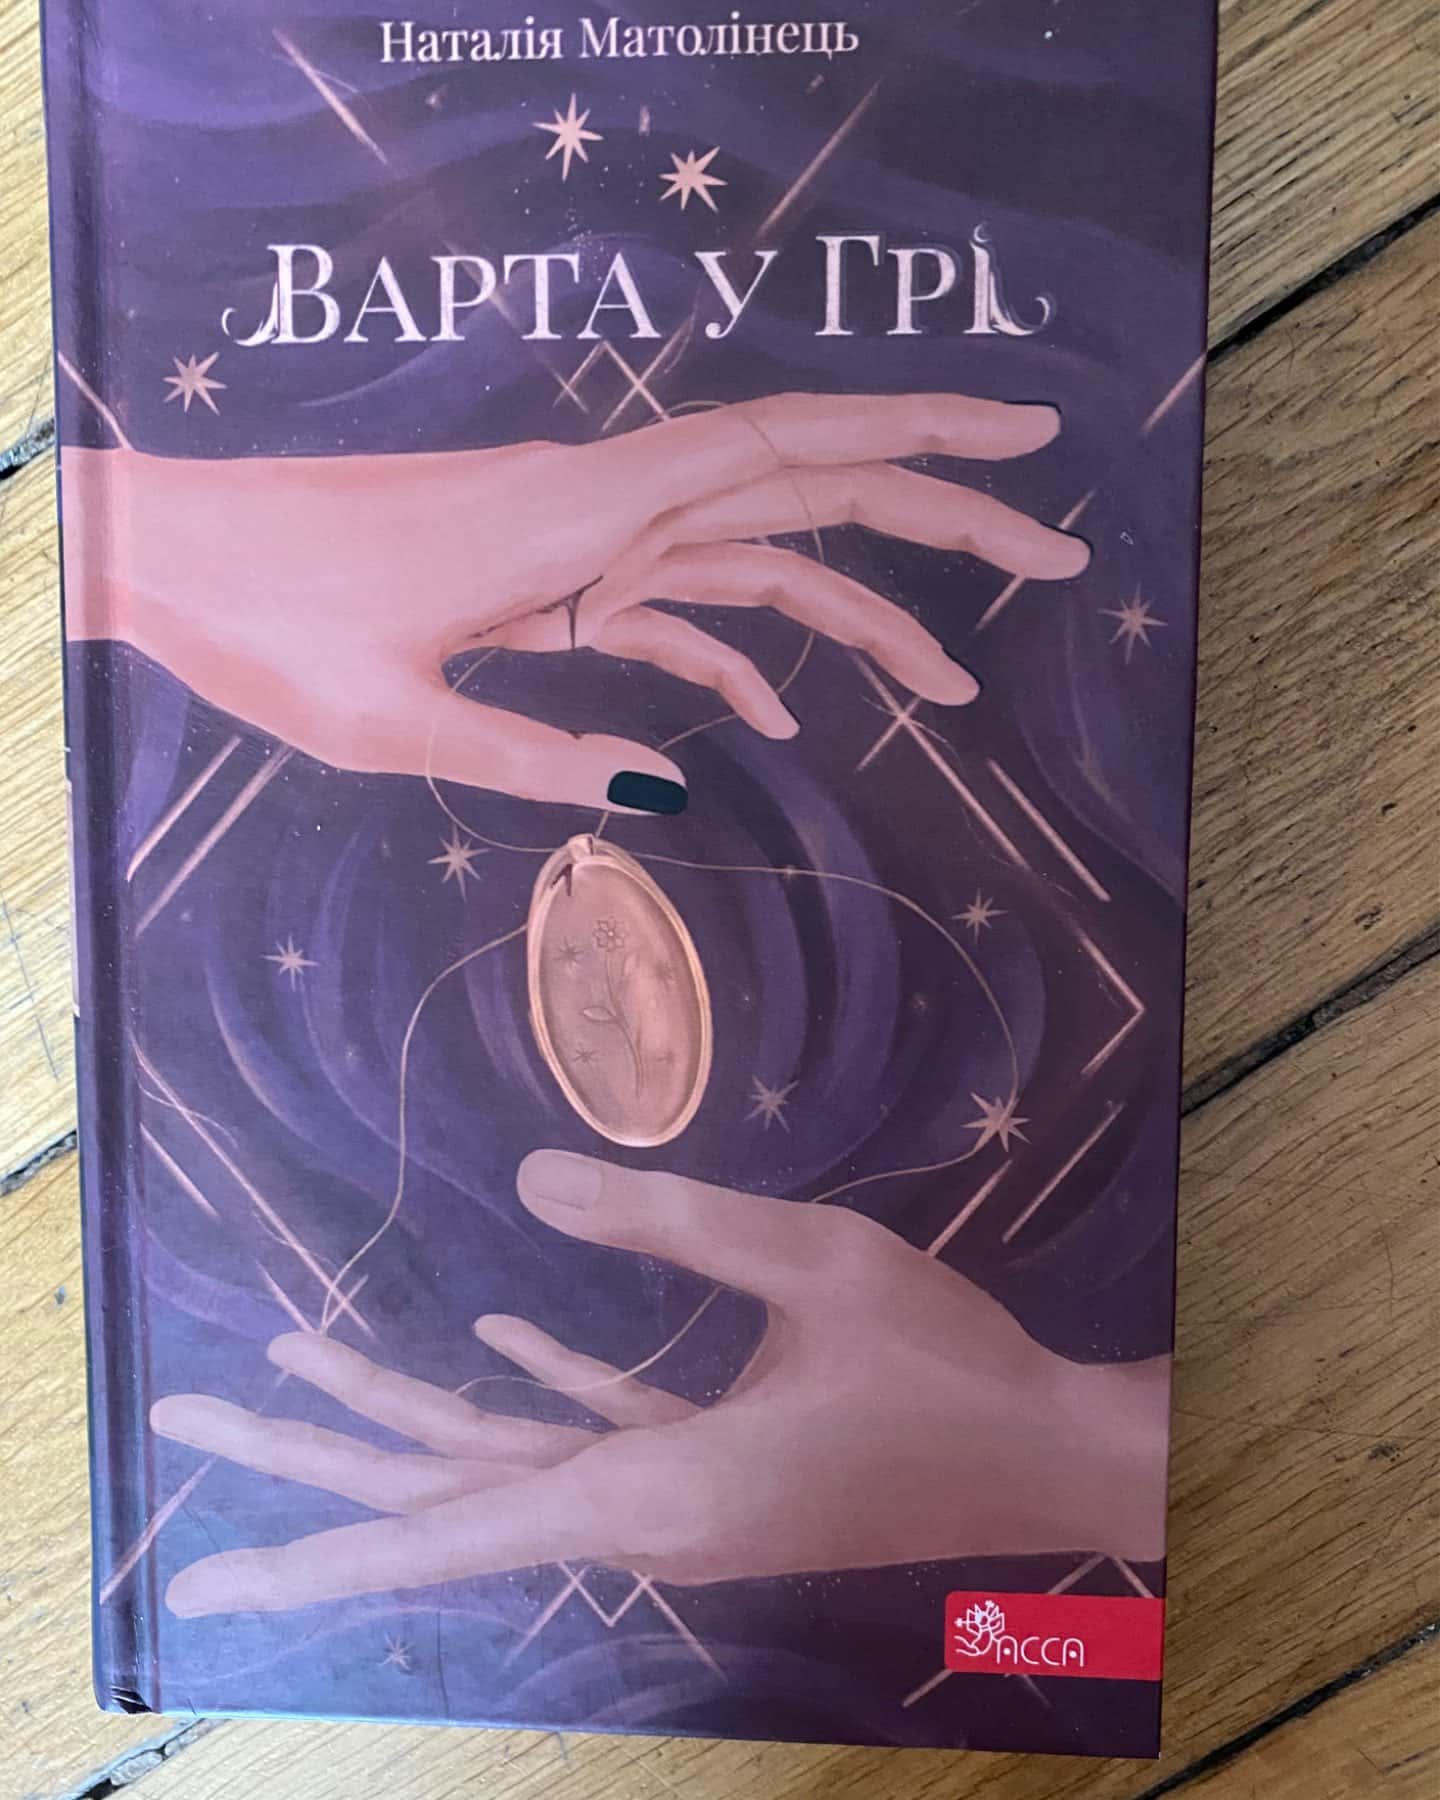 Наталія Матолінець
Варта у Грі
АССА